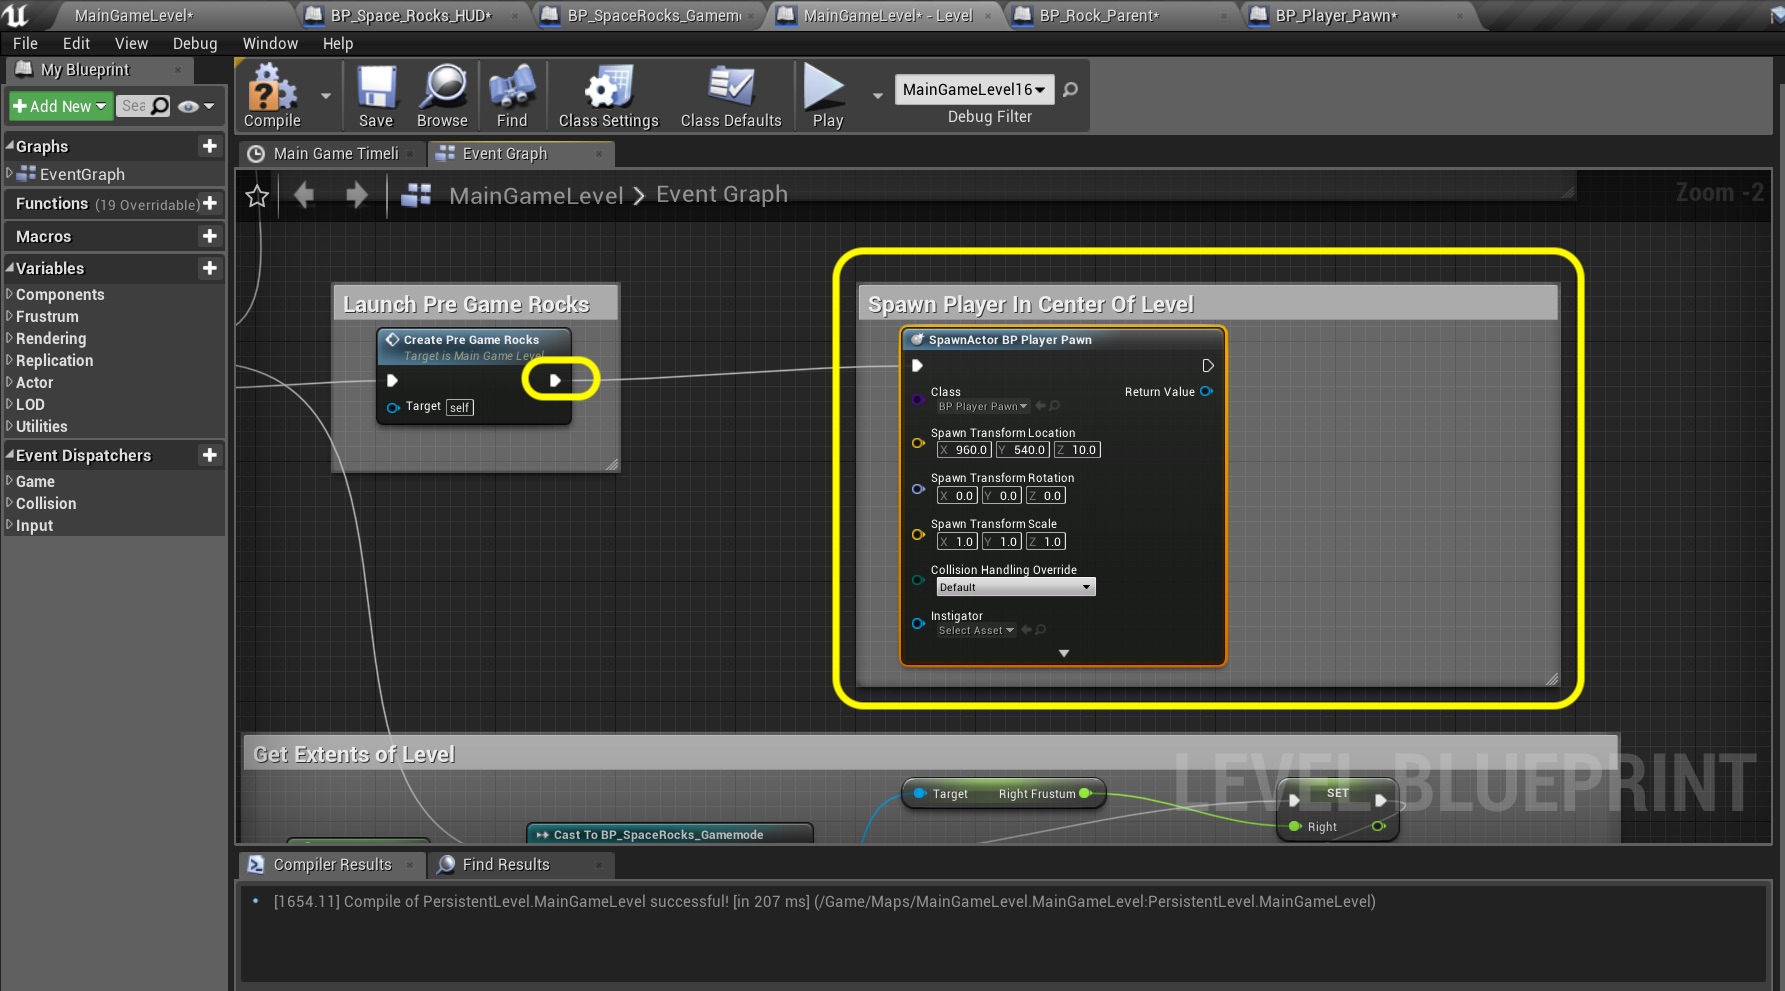 MainGameLevel*
BP_Space_Rocks_HUD*
BP_SpaceRocks_Gamem
MainGameLevel* - Level
BP_Rock_Parent*
BP_Player_Pawn*
File Edit View Debug Window Help
My Blueprint
Add New
Sea
Compile
Save
Browse
Find
Class Settings
Class Defaults
Play
MainGameLevel16
Debug Filter
Graphs
EventGraph
Functions (19 Overridable)
Macros
Variables
Components
Frustrum
Rendering
Replication
Actor
LOD
Utilities
Event Dispatchers
Game
Collision
Input
Main Game Timeli
Event Graph
MainGameLevel > Event Graph
Zoom -2
Launch Pre Game Rocks
Create Pre Game Rocks
Target is Main Game Level
Target self
Spawn Player In Center Of Level
SpawnActor BP Player Pawn
Class
BP Player Pawn
Return Value
Spawn Transform Location
X 960.0 Y 540.0 Z 10.0
Spawn Transform Rotation
X 0.0 Y 0.0 Z 0.0
Spawn Transform Scale
X 1.0 Y 1.0 Z 1.0
Collision Handling Override
Default
Instigator
Select Asset
Get Extents of Level
LEVEL BLUEPRINT
Target Right Frustum
SET
Right
Cast To BP_SpaceRocks_Gamemode
Compiler Results
Find Results
[1654.11] Compile of PersistentLevel.MainGameLevel successful! [in 207 ms] (/Game/Maps/MainGameLevel.MainGameLevel:PersistentLevel.MainGameLevel)